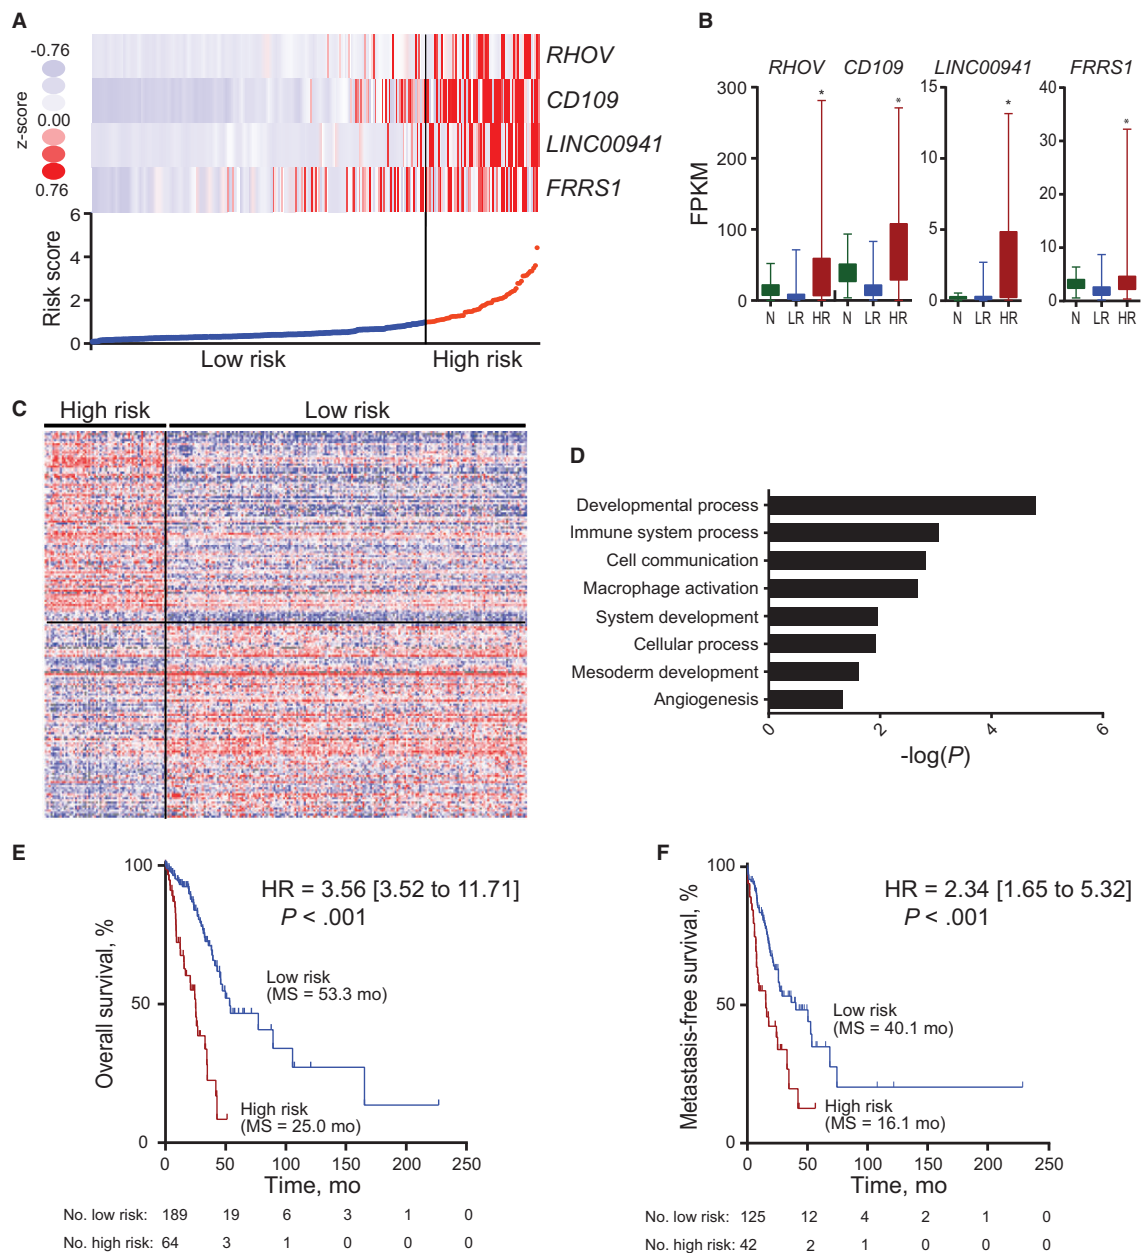 A
-0.76
0.00
0.76
z-score
RHOV
CD109
LINC00941
FRRS1
6
4
2
0
Risk score
Low risk
High risk
B
RHOV
CD109
LINC00941
FRRS1
FPKM
300
200
100
0
15
10
5
0
40
30
20
10
0
*
*
*
*
N LR HR
N LR HR
N LR HR
N LR HR
C
High risk
Low risk
D
Developmental process
Immune system process
Cell communication
Macrophage activation
System development
Cellular process
Mesoderm development
Angiogenesis
0 2 4 6
-log(P)
E
Overall survival, %
100
50
0
HR = 3.56 [3.52 to 11.71]
P < .001
Low risk
(MS = 53.3 mo)
High risk
(MS = 25.0 mo)
0 50 100 150 200 250
Time, mo
No. low risk: 189 19 6 3 1 0
No. high risk: 64 3 1 0 0 0
F
Metastasis-free survival, %
100
50
0
HR = 2.34 [1.65 to 5.32]
P < .001
Low risk
(MS = 40.1 mo)
High risk
(MS = 16.1 mo)
0 50 100 150 200 250
Time, mo
No. low risk: 125 12 4 2 1 0
No. high risk: 42 2 1 0 0 0